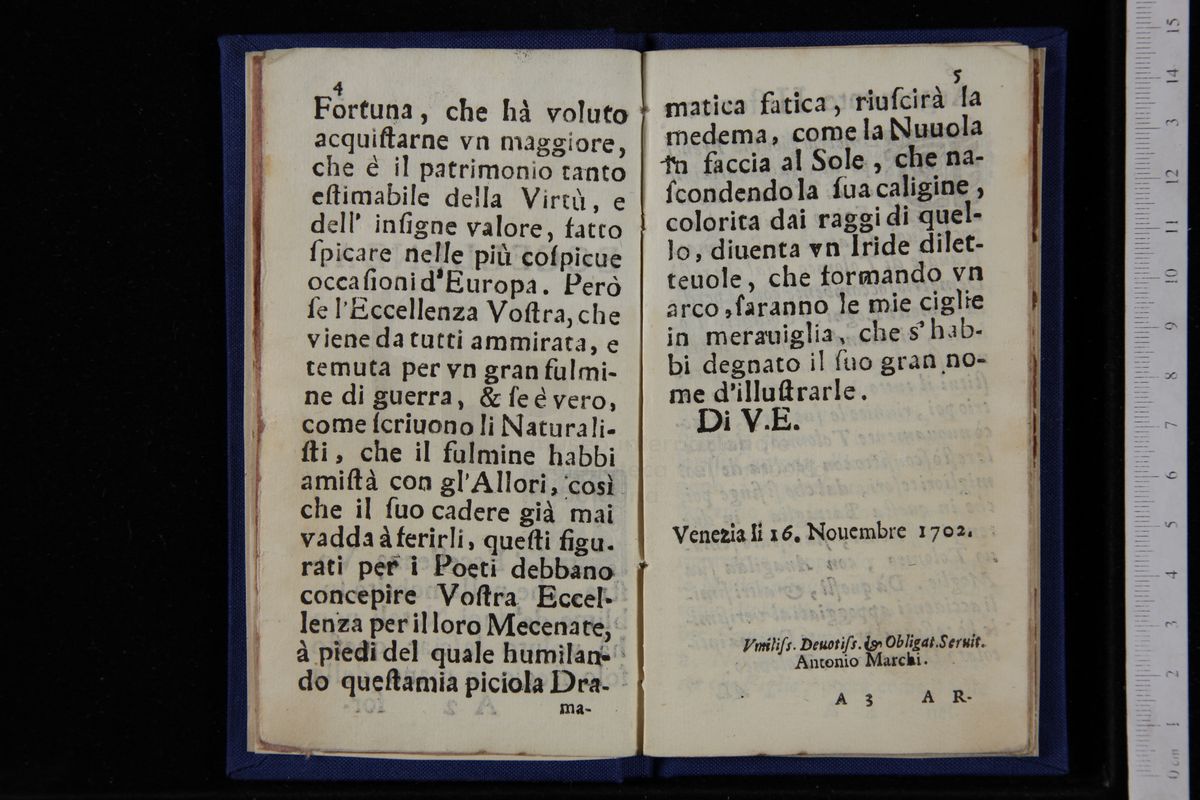 4
Fortuna, che hà voluto
acquiſtarne vn maggiore,
che è il patrimonio tanto
eſtimabile della Virtù, e
dell' inſigne valore, fatto
ſpicare nelle più coſpicue
occaſioni d'Europa. Però
ſe l'Eccellenza Voſtra, che
viene da tutti ammirata, e
temuta per vn gran fulmi-
ne di guerra, & ſe è vero,
come ſcriuono li Naturali-
ſti, che il fulmine habbi
amiſtà con gl'Allori, così
che il ſuo cadere già mai
vadda à ferirli, queſti figu.
rati per i Poeti debbano
concepire Voſtra Eccel-
lenza per il loro Mecenate,
à piedi del quale humilan-
do queſta mia piciola Dra-
ma-
5
matica fatica, riuſcirà la
medema, come la Nuuola
in faccia al Sole, che na-
ſcondendo la ſua caligine,
colorita dai raggi di quel-
lo, diuenta vn Iride dilet-
teuole, che formando vn
arco, faranno le mie ciglie
in merauiglia, che s'hab-
bi degnato il ſuo gran no-
me d'illuſtrarle.
Di V.E.
Venezia li 16. Nouembre 1702.
Vmiliſs. Deuotiſs. & Obligat. Seruit.
Antonio Marchi.
A 3 A R-